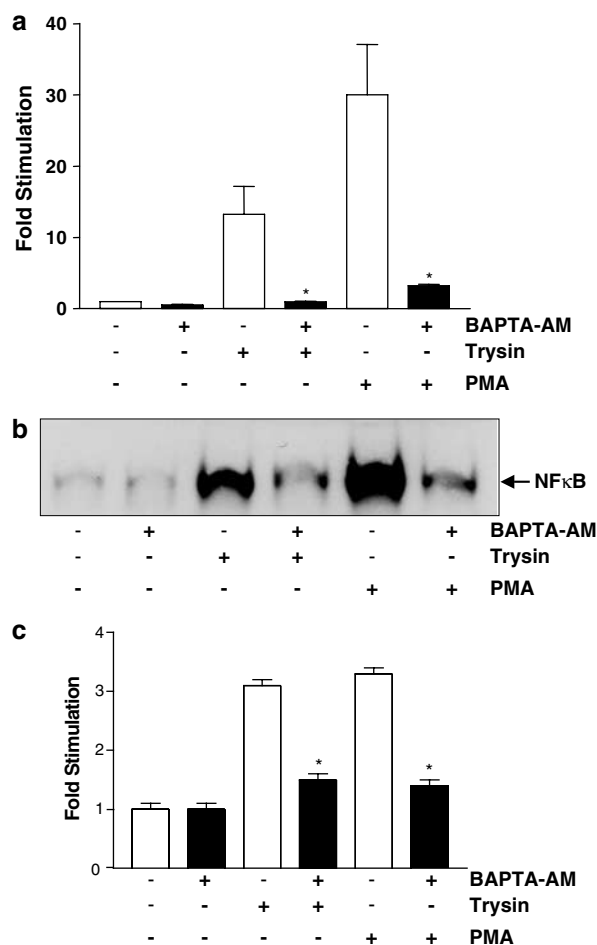 a
Fold Stimulation
40
30
20
10
0
* *
- + - + - + BAPTA-AM
- - + + - - Trysin
- - - - + + PMA
b
NFκB
- + - + - + BAPTA-AM
- - + + - - Trysin
- - - - + + PMA
c
Fold Stimulation
4
3
2
1
0
* *
- + - + - + BAPTA-AM
- - + + - - Trysin
- - - - + + PMA